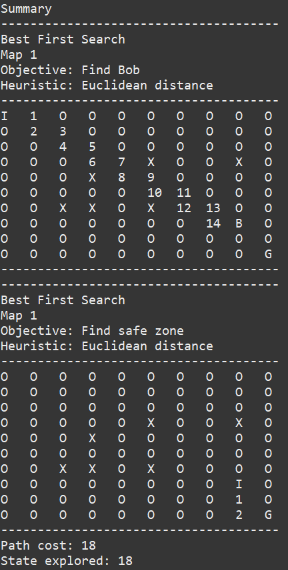 Summary
----------------------------------------
Best First Search
Map 1
Objective: Find Bob
Heuristic: Euclidean distance
----------------------------------------
I 1 O O O O O O O O
O 2 3 O O O O O O O
O O 4 5 O O O O O O
O O O 6 7 X O O X O
O O O X 8 9 O O O O
O O O O O 10 11 O O O
O O X X O X 12 13 O O
O O O O O O O 14 B O
O O O O O O O O O O
O O O O O O O O O G
----------------------------------------
----------------------------------------
Best First Search
Map 1
Objective: Find safe zone
Heuristic: Euclidean distance
----------------------------------------
O O O O O O O O O O
O O O O O O O O O O
O O O O O O O O O O
O O O O O X O O X O
O O O X O O O O O O
O O O O O O O O O O
O O X X O X O O O O
O O O O O O O O I O
O O O O O O O O 1 O
O O O O O O O O 2 G
----------------------------------------
Path cost: 18
State explored: 18